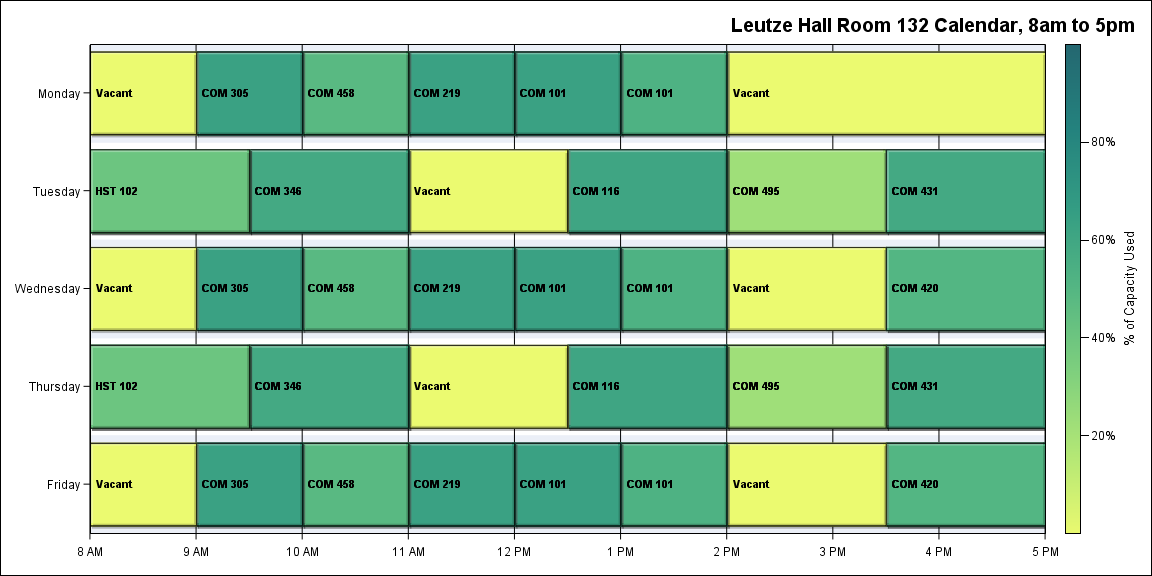 Leutze Hall Room 132 Calendar, 8am to 5pm
Monday
Vacant
COM 305
COM 458
COM 219
COM 101
COM 101
Vacant
Tuesday
HST 102
COM 346
Vacant
COM 116
COM 495
COM 431
Wednesday
Vacant
COM 305
COM 458
COM 219
COM 101
COM 101
Vacant
COM 420
Thursday
HST 102
COM 346
Vacant
COM 116
COM 495
COM 431
Friday
Vacant
COM 305
COM 458
COM 219
COM 101
COM 101
Vacant
COM 420
8 AM
9 AM
10 AM
11 AM
12 PM
1 PM
2 PM
3 PM
4 PM
5 PM
80%
60%
40%
20%
% of Capacity Used